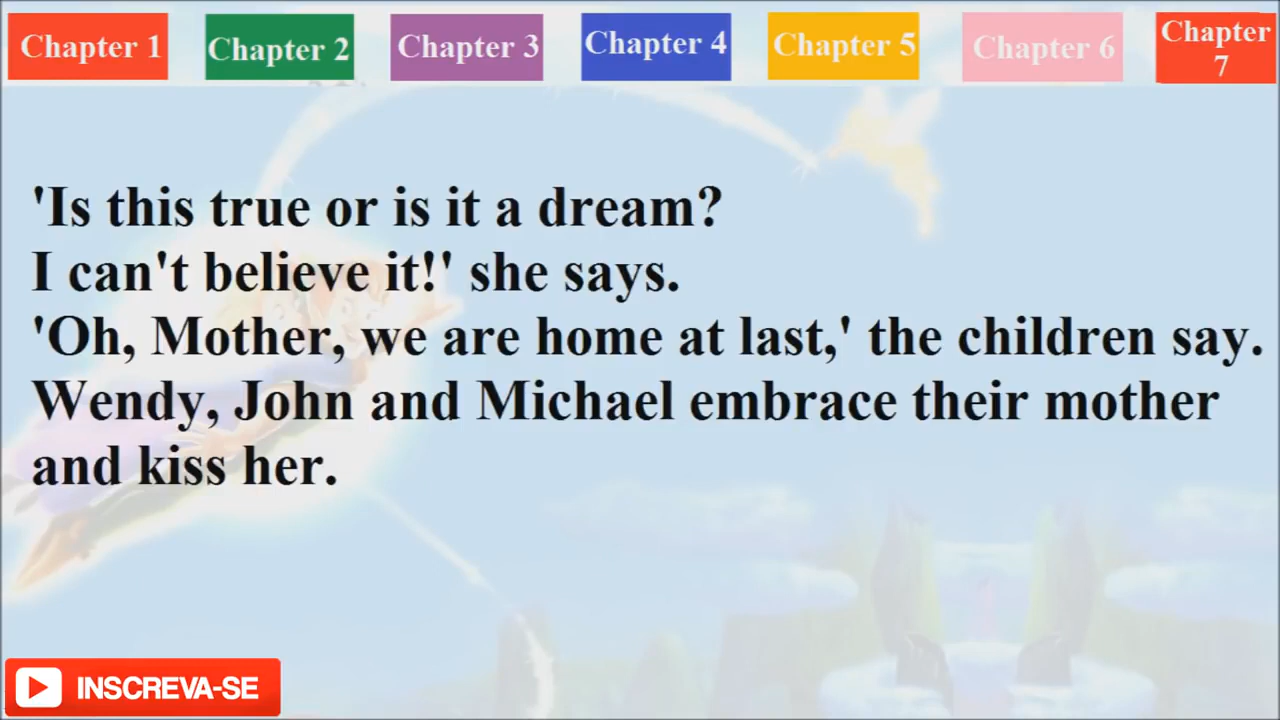 Chapter 1
Chapter 2
Chapter 3
Chapter 4
Chapter 5
Chapter 6
Chapter
7
'Is this true or is it a dream?
I can't believe it!' she says.
'Oh, Mother, we are home at last,' the children say.
Wendy, John and Michael embrace their mother
and kiss her.
INSCREVA-SE